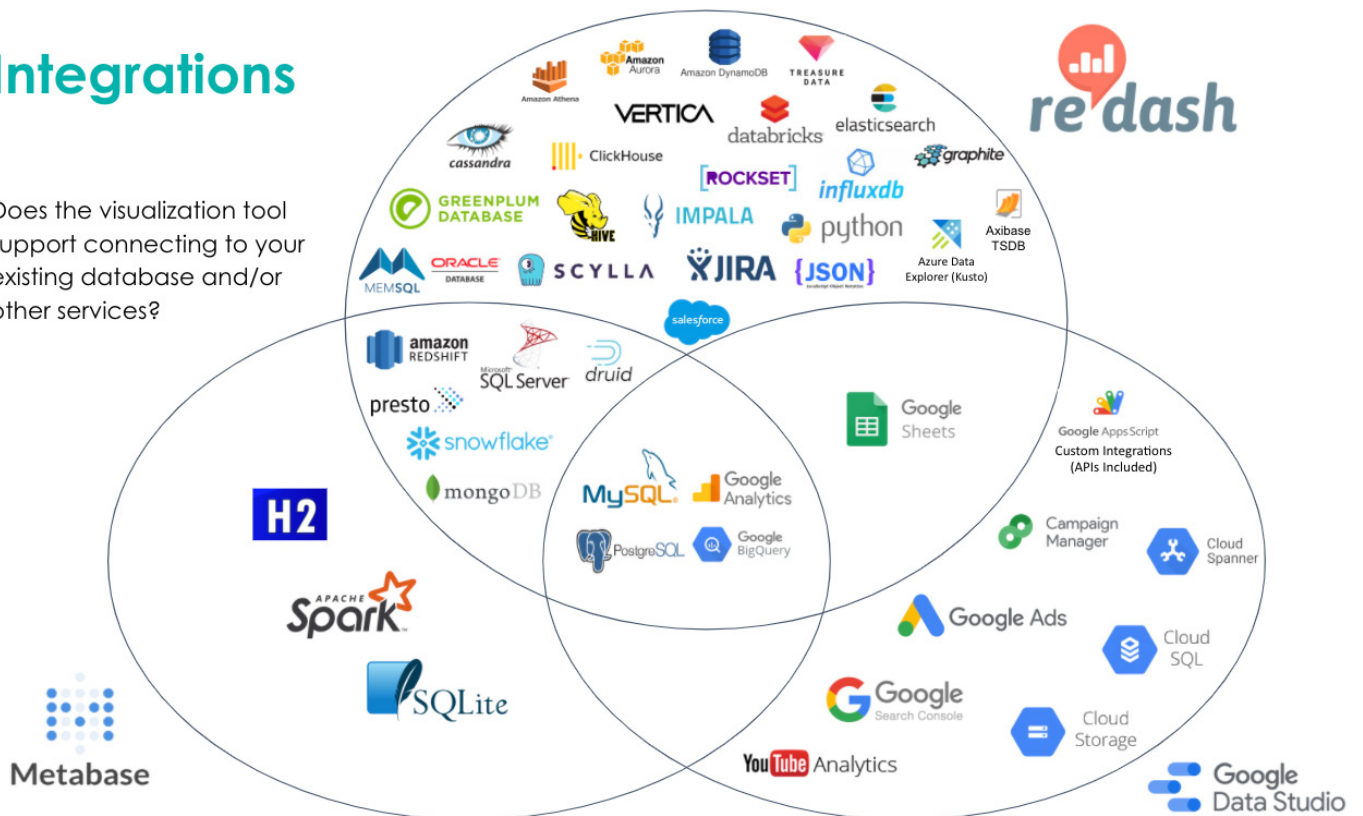 Integrations
Does the visualization tool
support connecting to your
existing database and/or
other services?
re:dash
Amazon Athena
Amazon
Aurora
Amazon DynamoDB
TREASURE
DATA
VERTICA
databricks
elasticsearch
cassandra
ClickHouse
[ROCKSET]
influxdb
graphite
GREENPLUM
DATABASE
HIVE
IMPALA
python
Axibase
TSDB
Azure Data
Explorer (Kusto)
MEMSQL
ORACLE
DATABASE
SCYLLA
JIRA
{JSON}
JavaScript Object Notation
salesforce
amazon
REDSHIFT
Microsoft
SQL Server
druid
presto
snowflake
mongoDB
MySQL
Google
Analytics
PostgreSQL
Google
BigQuery
Google
Sheets
Google Apps Script
Custom Integrations
(APIs Included)
Campaign
Manager
Cloud
Spanner
Google Ads
Cloud
SQL
Google
Search Console
Cloud
Storage
YouTube Analytics
H2
APACHE
Spark
SQLite
Metabase
Google
Data Studio